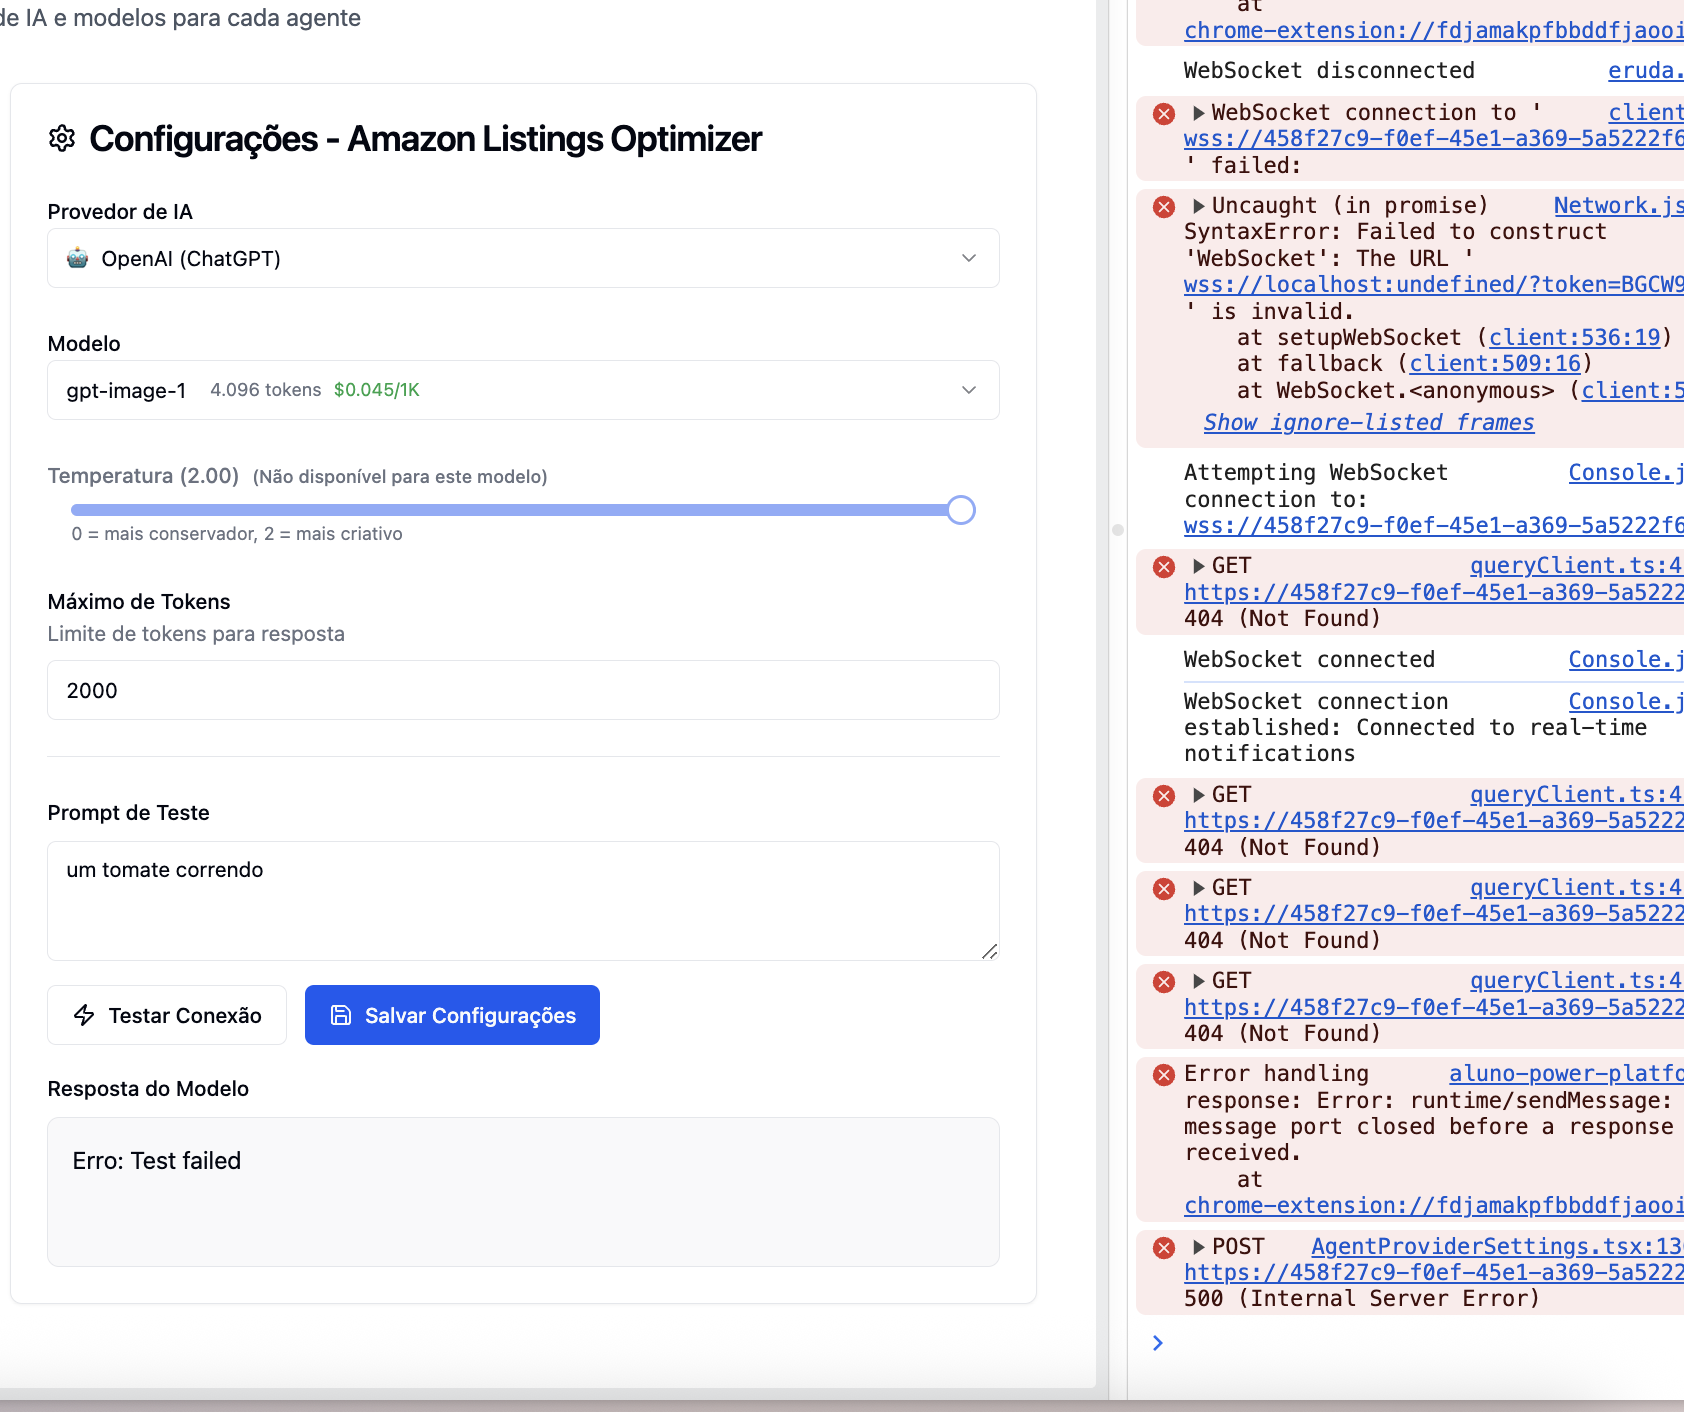 de IA e modelos para cada agente
Configurações - Amazon Listings Optimizer
Provedor de IA
OpenAI (ChatGPT)
Modelo
gpt-image-1 4.096 tokens $0.045/1K
Temperatura (2.00) (Não disponível para este modelo)
0 = mais conservador, 2 = mais criativo
Máximo de Tokens
Limite de tokens para resposta
2000
Prompt de Teste
um tomate correndo
Testar Conexão
Salvar Configurações
Resposta do Modelo
Erro: Test failed
at
chrome-extension://fdjamakpfbbddfjaooi
WebSocket disconnected eruda.
WebSocket connection to ' client
wss://458f27c9-f0ef-45e1-a369-5a5222f6
' failed:
Uncaught (in promise) Network.js
SyntaxError: Failed to construct
'WebSocket': The URL '
wss://localhost:undefined/?token=BGCW9
' is invalid.
at setupWebSocket (client:536:19)
at fallback (client:509:16)
at WebSocket.<anonymous> (client:5
Show ignore-listed frames
Attempting WebSocket Console.j
connection to:
wss://458f27c9-f0ef-45e1-a369-5a5222f6
GET queryClient.ts:4
https://458f27c9-f0ef-45e1-a369-5a5222
404 (Not Found)
WebSocket connected Console.j
WebSocket connection Console.j
established: Connected to real-time
notifications
GET queryClient.ts:4
https://458f27c9-f0ef-45e1-a369-5a5222
404 (Not Found)
GET queryClient.ts:4
https://458f27c9-f0ef-45e1-a369-5a5222
404 (Not Found)
GET queryClient.ts:4
https://458f27c9-f0ef-45e1-a369-5a5222
404 (Not Found)
Error handling aluno-power-platfo
response: Error: runtime/sendMessage:
message port closed before a response
received.
at
chrome-extension://fdjamakpfbbddfjaooi
POST AgentProviderSettings.tsx:130
https://458f27c9-f0ef-45e1-a369-5a5222
500 (Internal Server Error)